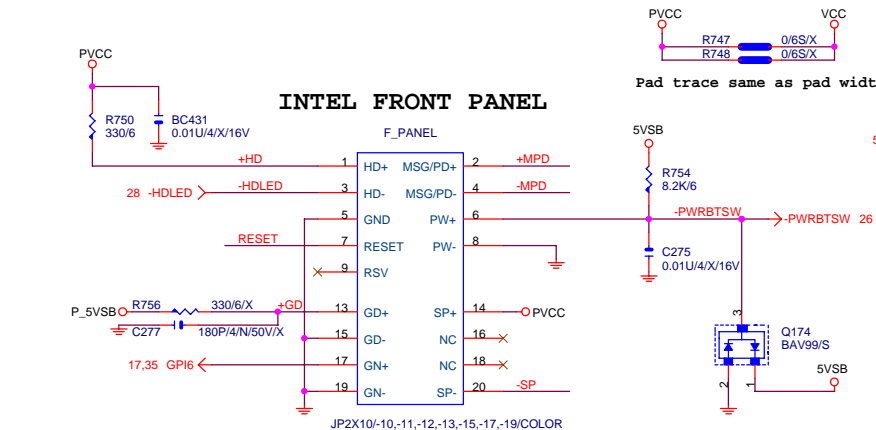 PVCC
VCC
R747 0/6S/X
R748 0/6S/X
Pad trace same as pad widt
PVCC
R750
330/6
BC431
0.01U/4/X/16V
INTEL FRONT PANEL
F_PANEL
5VSB
R754
8.2K/6
+HD 1 HD+ MSG/PD+ 2 +MPD
28 -HDLED -HDLED 3 HD- MSG/PD- 4 -MPD
5 GND PW+ 6 -PWRBTSW -PWRBTSW 26
RESET 7 RESET PW- 8
9 RSV
C275
0.01U/4/X/16V
P_5VSB R756 330/6/X +GD 13 GD+ SP+ 14 PVCC
C277 180P/4/N/50V/X 15 GD- NC 16
17,35 GPI6 17 GN+ NC 18
19 GN- SP- 20 -SP
3
Q174
BAV99/S
5VSB
2 1
JP2X10/-10,-11,-12,-13,-15,-17,-19/COLOR